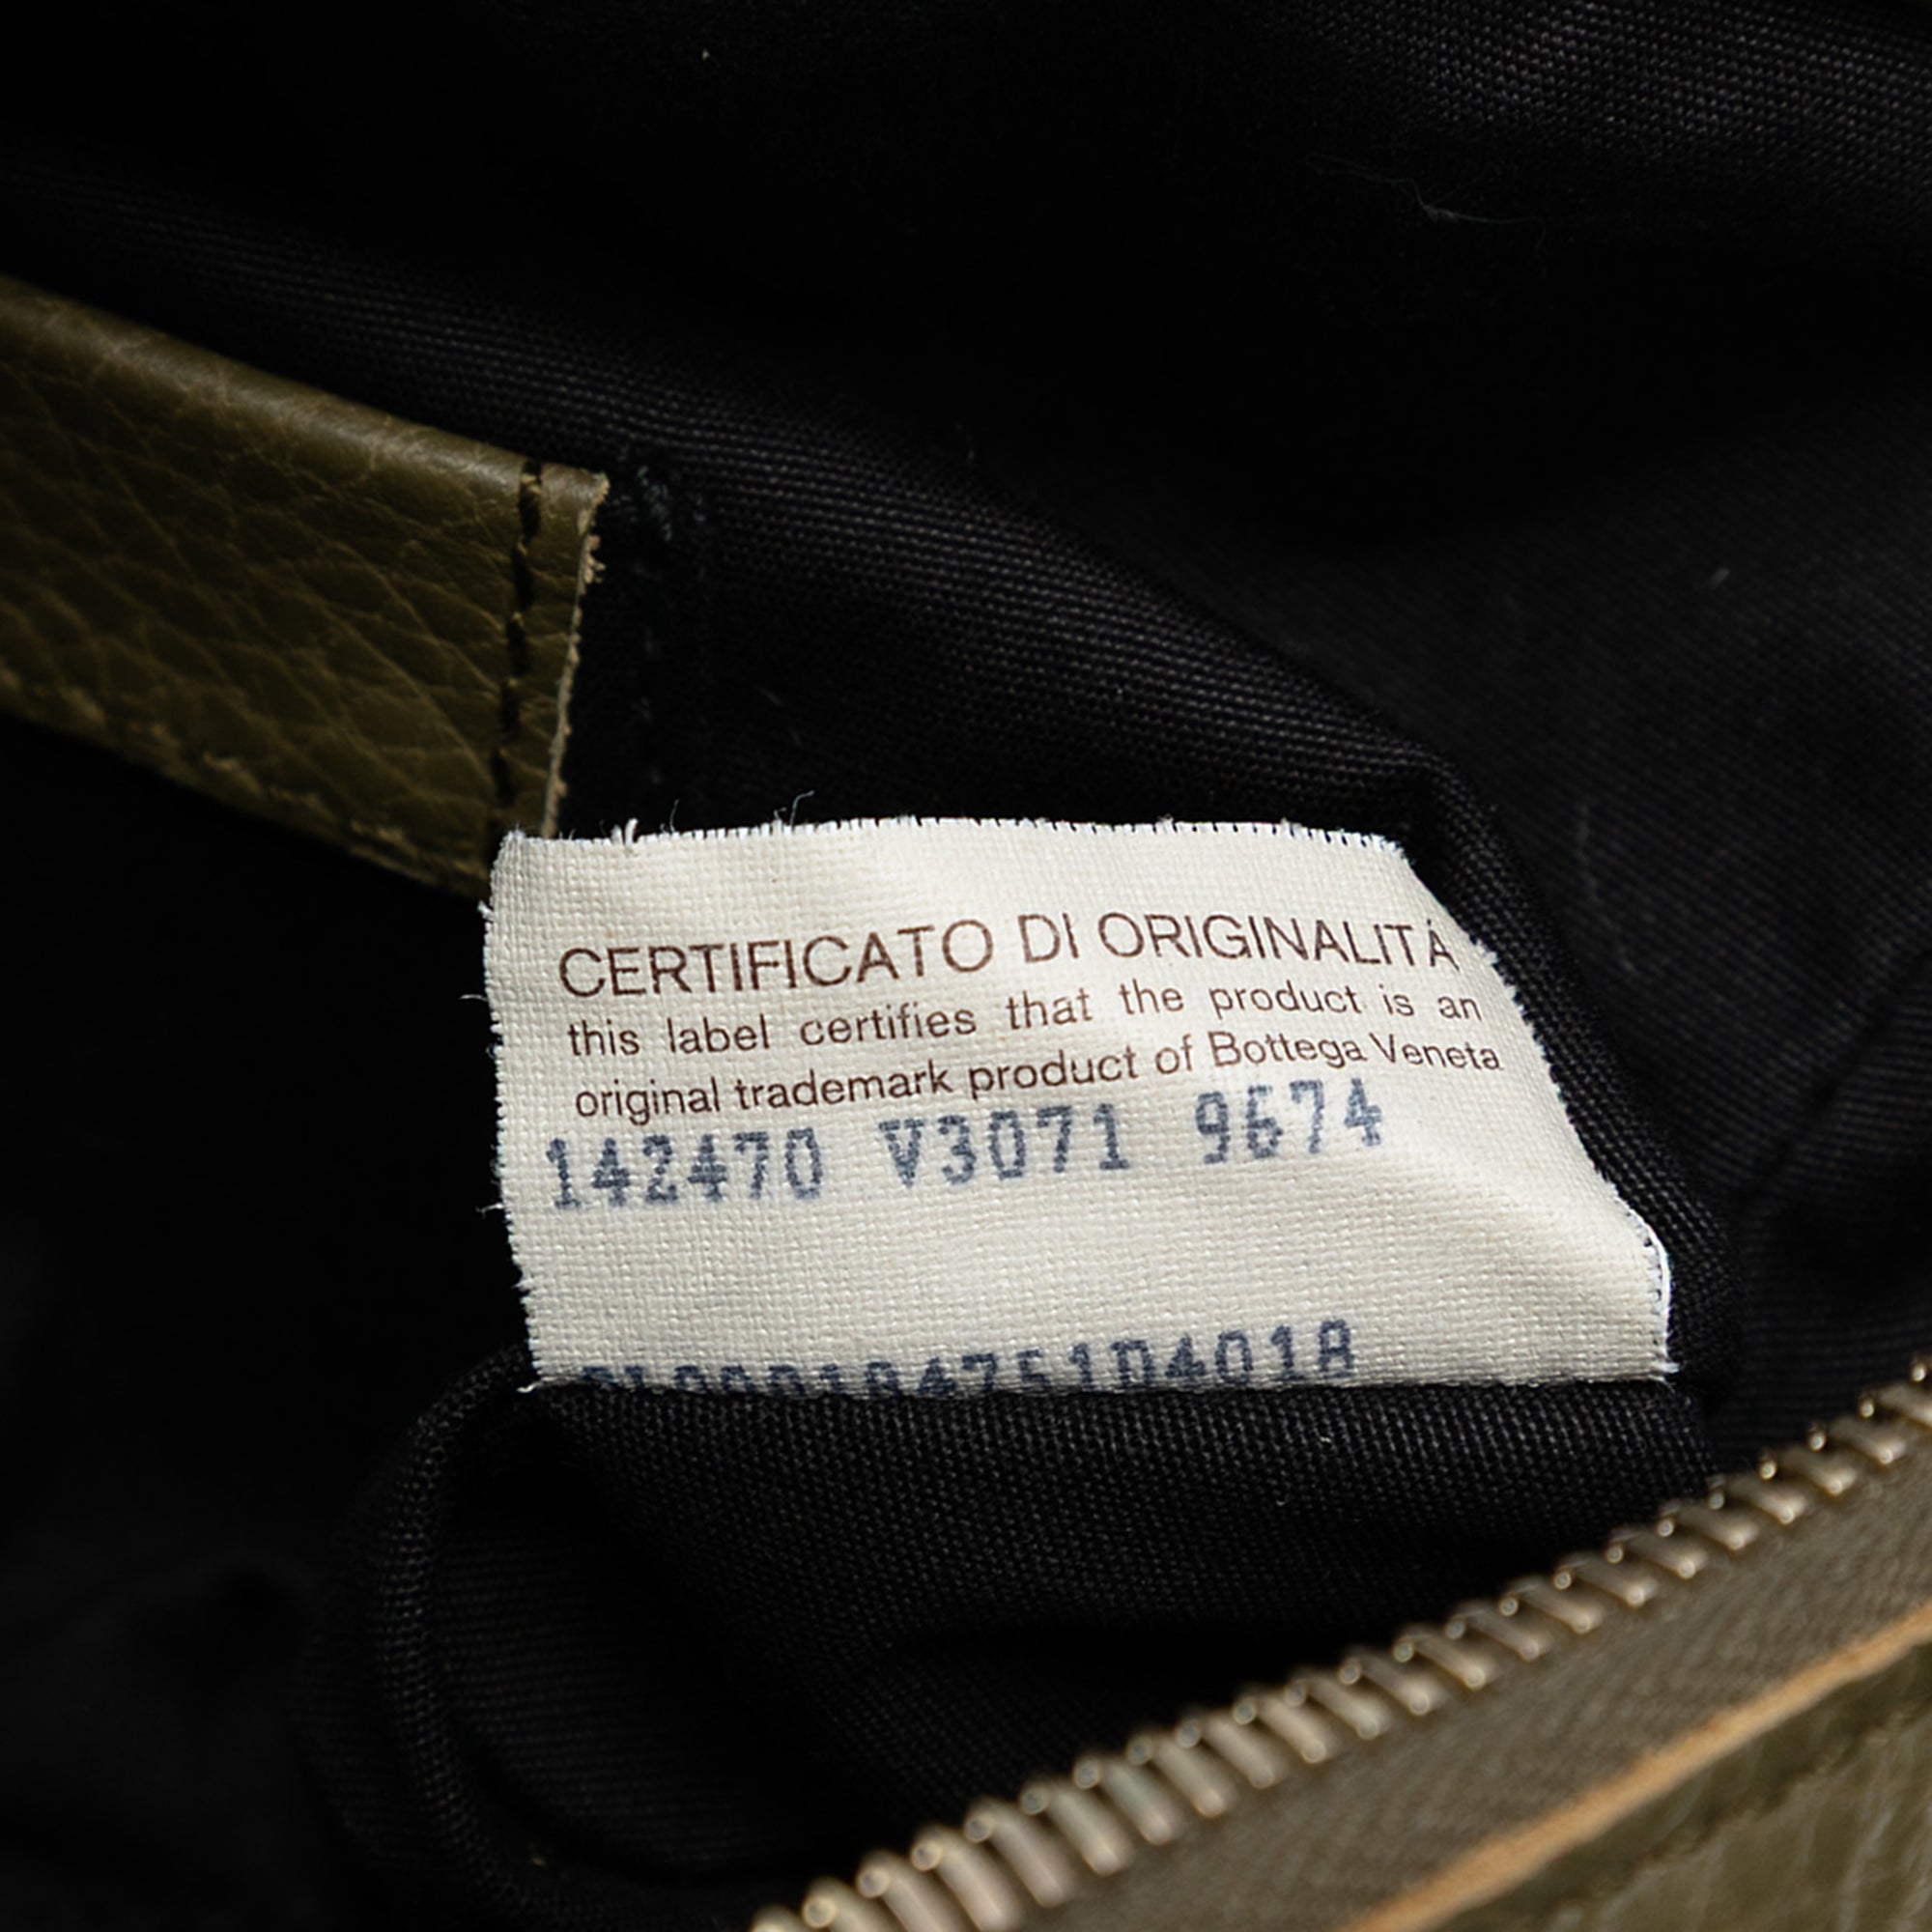 CERTIFICATO DI ORIGINALITÁ
this label certifies that the product is an
original trademark product of Bottega Veneta
142470 V3071 9674